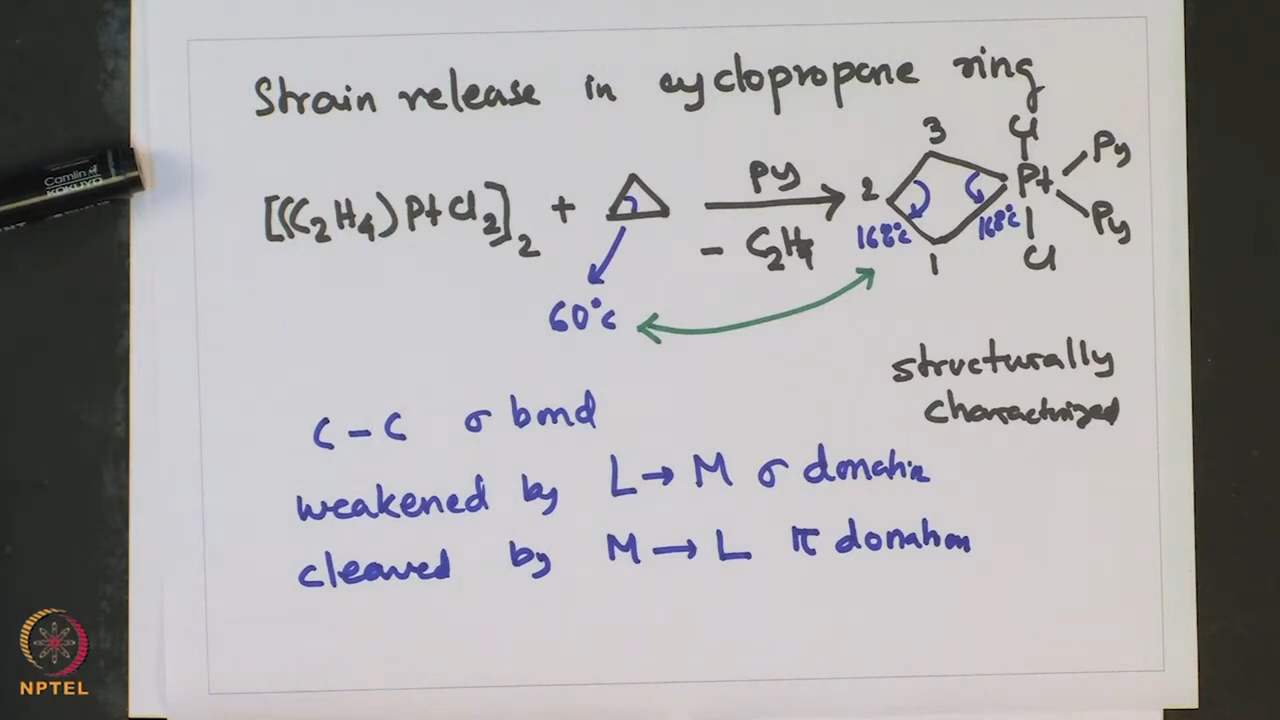 Strain release in cyclopropane ring
[(C₂H₄)PtCl₂]₂ + 60°c
Py
- C₂H₄
3
2
1
168°c
168°c
Cl
Pt
Py
Py
Cl
structurally
characterized
C-C σ bond
weakened by L → M σ donation
cleaved by M → L π donation
Camlin
KOKUYO
NPTEL